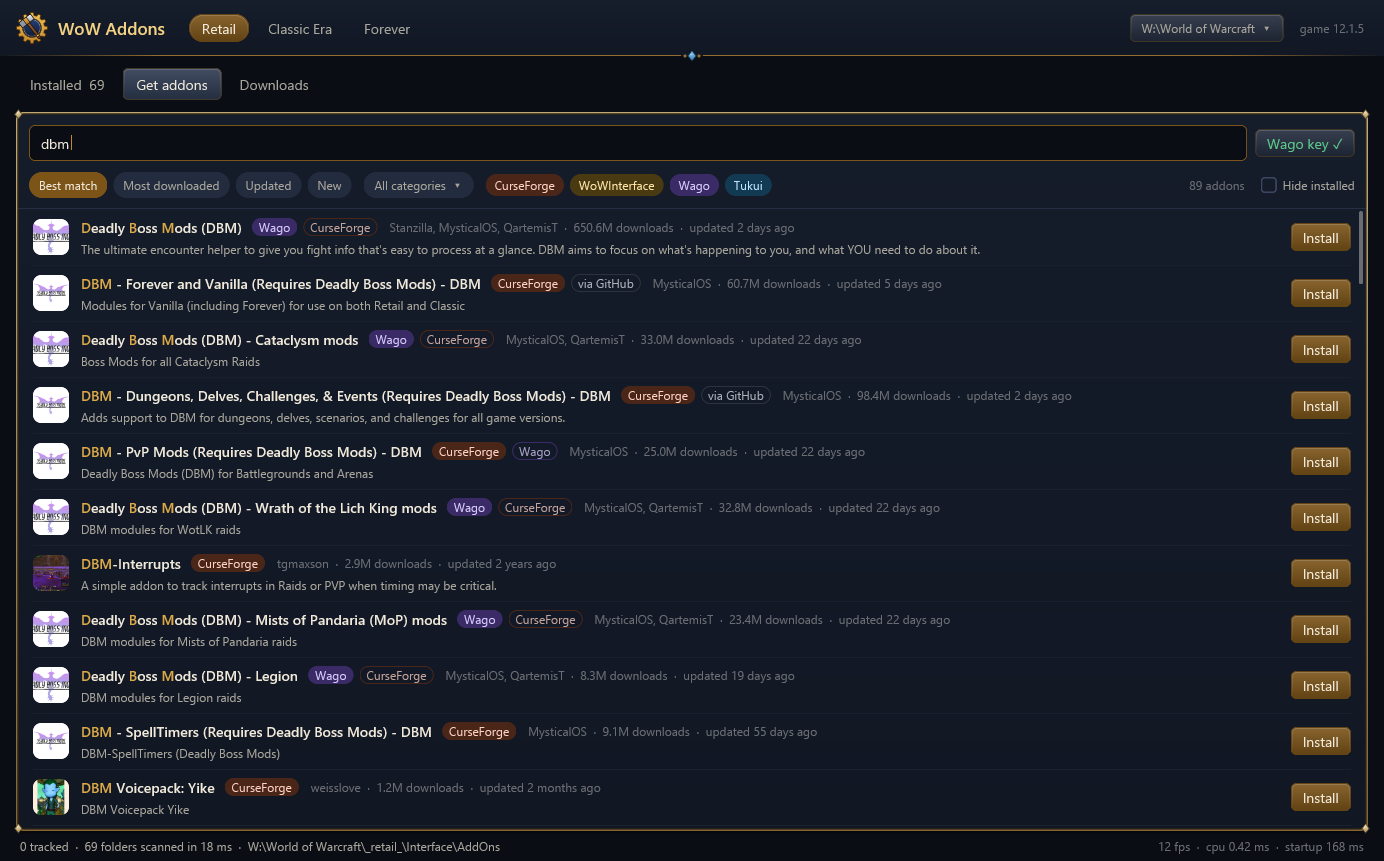 WoW Addons Retail Classic Era Forever W:\World of Warcraft ▾ game 12.1.5
Installed 69 Get addons Downloads
dbm Wago key ✓
Best match Most downloaded Updated New All categories ▾ CurseForge WoWInterface Wago Tukui 89 addons Hide installed
Deadly Boss Mods (DBM) Wago CurseForge Stanzilla, MysticalOS, QartemisT · 650.6M downloads · updated 2 days ago
The ultimate encounter helper to give you fight info that's easy to process at a glance. DBM aims to focus on what's happening to you, and what YOU need to do about it.
Install
DBM - Forever and Vanilla (Requires Deadly Boss Mods) - DBM CurseForge via GitHub MysticalOS · 60.7M downloads · updated 5 days ago
Modules for Vanilla (including Forever) for use on both Retail and Classic
Install
Deadly Boss Mods (DBM) - Cataclysm mods Wago CurseForge MysticalOS, QartemisT · 33.0M downloads · updated 22 days ago
Boss Mods for all Cataclysm Raids
Install
DBM - Dungeons, Delves, Challenges, & Events (Requires Deadly Boss Mods) - DBM CurseForge via GitHub MysticalOS · 98.4M downloads · updated 2 days ago
Adds support to DBM for dungeons, delves, scenarios, and challenges for all game versions.
Install
DBM - PvP Mods (Requires Deadly Boss Mods) - DBM CurseForge Wago MysticalOS · 25.0M downloads · updated 22 days ago
Deadly Boss Mods (DBM) for Battlegrounds and Arenas
Install
Deadly Boss Mods (DBM) - Wrath of the Lich King mods Wago CurseForge MysticalOS, QartemisT · 32.8M downloads · updated 22 days ago
DBM modules for WotLK raids
Install
DBM-Interrupts CurseForge tgmaxson · 2.9M downloads · updated 2 years ago
A simple addon to track interrupts in Raids or PVP when timing may be critical.
Install
Deadly Boss Mods (DBM) - Mists of Pandaria (MoP) mods Wago CurseForge MysticalOS, QartemisT · 23.4M downloads · updated 22 days ago
DBM modules for Mists of Pandaria raids
Install
Deadly Boss Mods (DBM) - Legion Wago CurseForge MysticalOS, QartemisT · 8.3M downloads · updated 19 days ago
DBM modules for Legion raids
Install
DBM - SpellTimers (Requires Deadly Boss Mods) - DBM CurseForge MysticalOS · 9.1M downloads · updated 55 days ago
DBM-SpellTimers (Deadly Boss Mods)
Install
DBM Voicepack: Yike CurseForge weisslove · 1.2M downloads · updated 2 months ago
DBM Voicepack Yike
Install
0 tracked · 69 folders scanned in 18 ms · W:\World of Warcraft\_retail_\Interface\AddOns 12 fps · cpu 0.42 ms · startup 168 ms